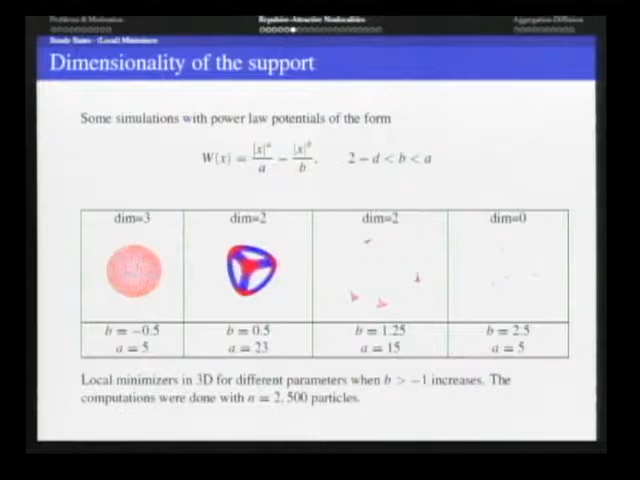 Problems & Motivation
Repulsive-Attractive Nonlocalities
Aggregation-Diffusion
Steady States - (Local) Minimizers
Dimensionality of the support
Some simulations with power law potentials of the form
W(x) = |x|^a / a − |x|^b / b, 2 − d < b < a
dim=3 dim=2 dim=2 dim=0
b = −0.5 b = 0.5 b = 1.25 b = 2.5
a = 5 a = 23 a = 15 a = 5
Local minimizers in 3D for different parameters when b > −1 increases. The
computations were done with n = 2, 500 particles.